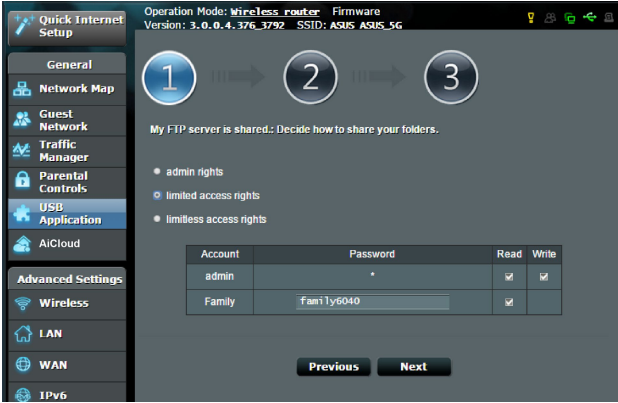 Quick Internet
Setup
Operation Mode: Wireless router Firmware
Version: 3.0.0.4.376_3792 SSID: ASUS ASUS_5G
General
Network Map
Guest
Network
Traffic
Manager
Parental
Controls
USB
Application
AiCloud
Advanced Settings
Wireless
LAN
WAN
IPv6
1 2 3
My FTP server is shared.: Decide how to share your folders.
admin rights
limited access rights
limitless access rights
Account Password Read Write
admin *
Family family6040
Previous Next